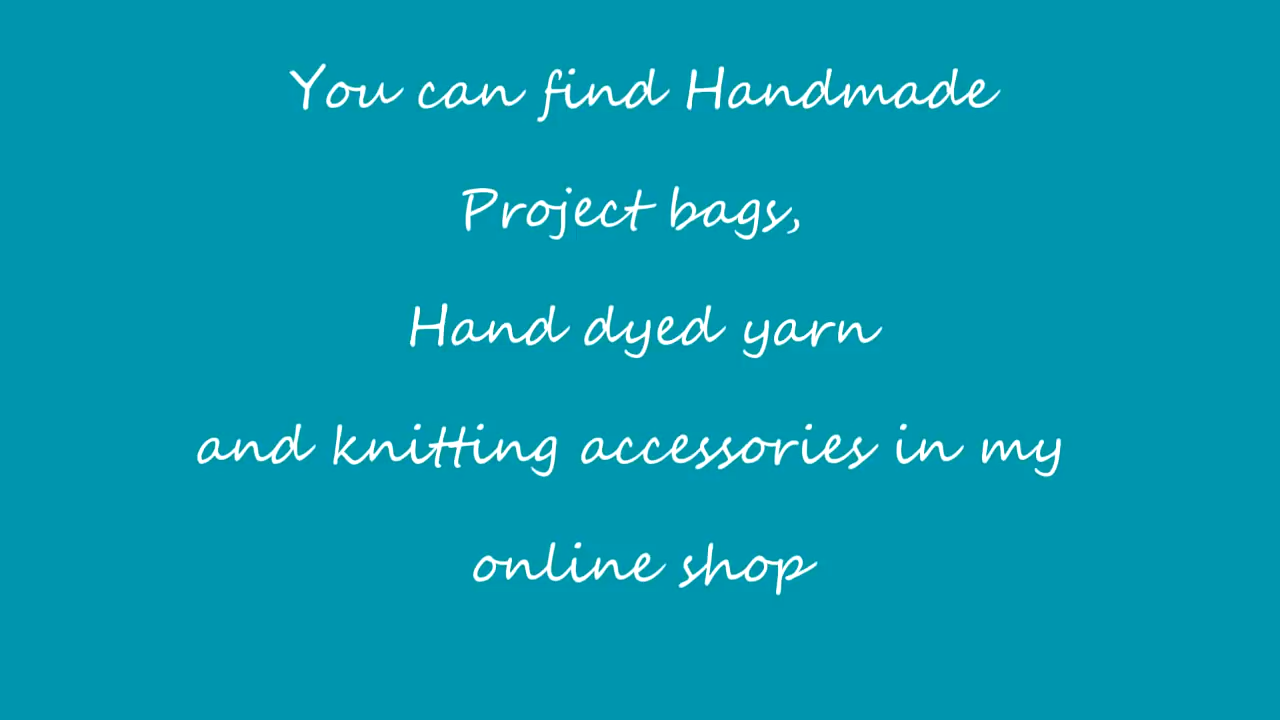 You can find Handmade
Project bags,
Hand dyed yarn
and knitting accessories in my
online shop